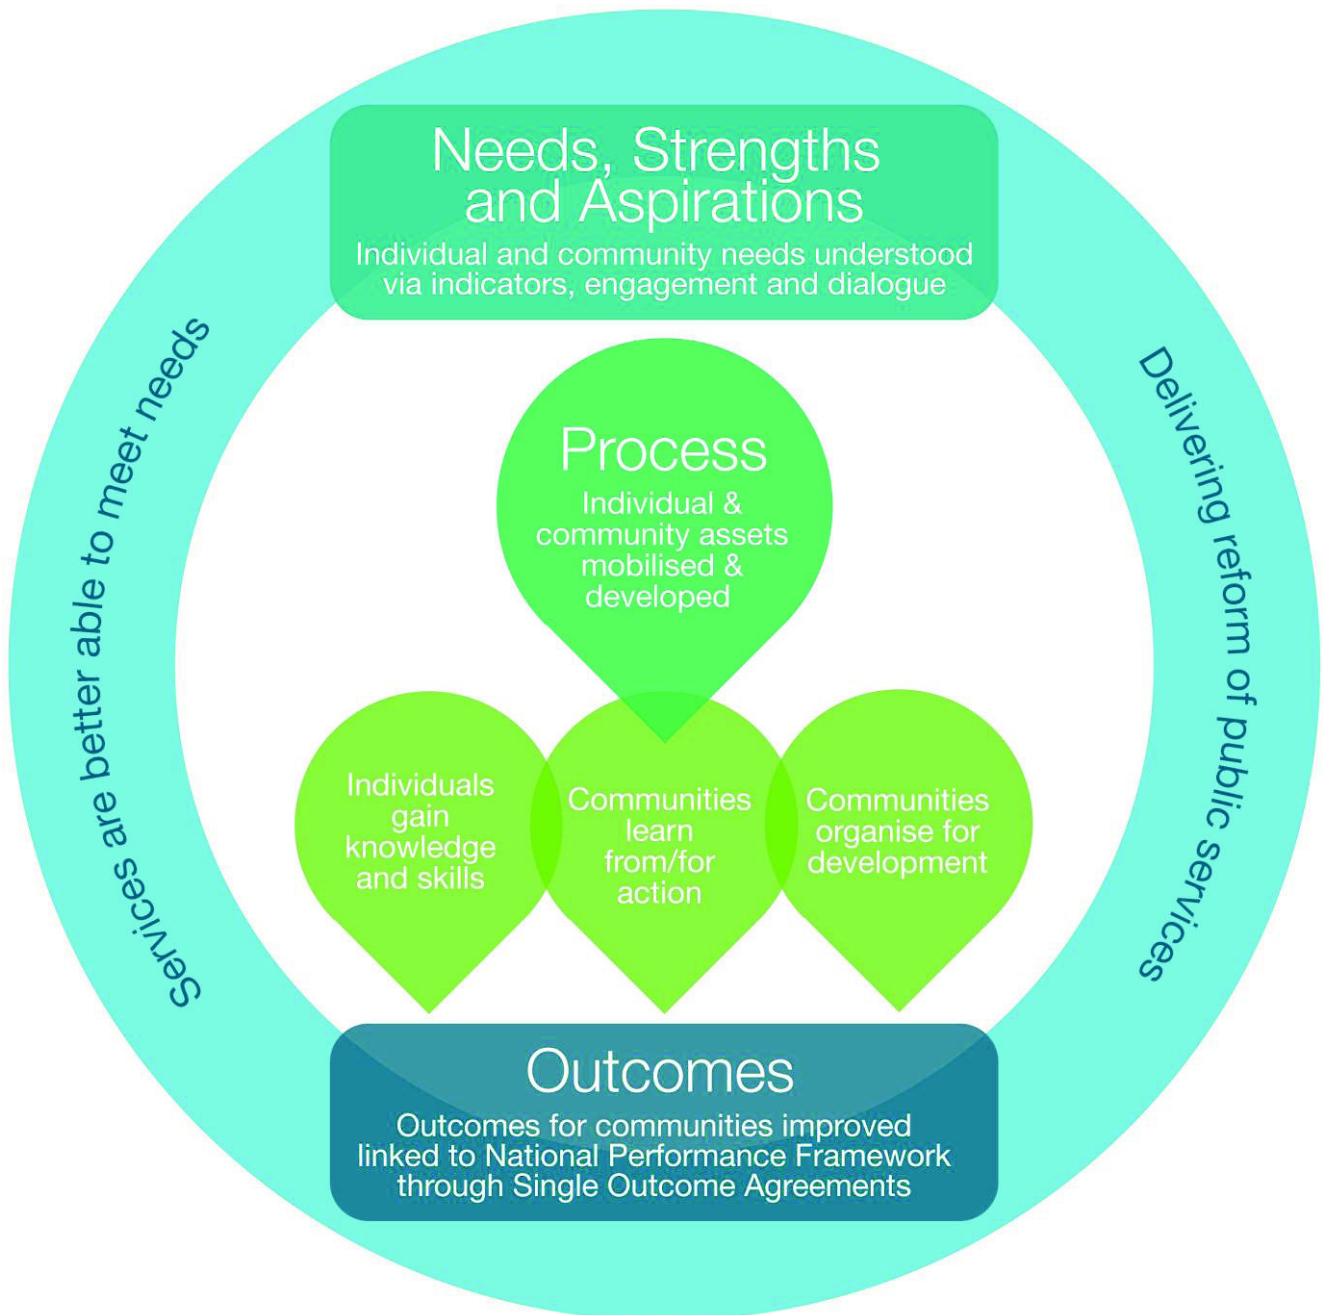 Needs, Strengths
and Aspirations
Individual and community needs understood
via indicators, engagement and dialogue
Services are better able to meet needs
Delivering reform of public services
Process
Individual &
community assets
mobilised &
developed
Individuals
gain
knowledge
and skills
Communities
learn
from/for
action
Communities
organise for
development
Outcomes
Outcomes for communities improved
linked to National Performance Framework
through Single Outcome Agreements